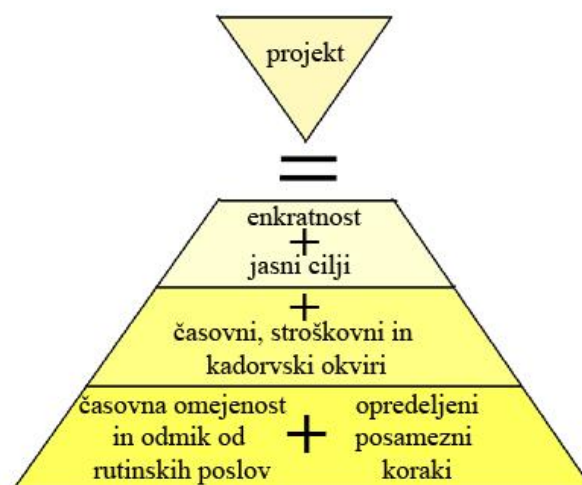 projekt
=
enkratnost
+
jasni cilji
+
časovni, stroškovni in
kadorvski okviri
časovna omejenost
in odmik od
rutinskih poslov
+
opredeljeni
posamezni
koraki